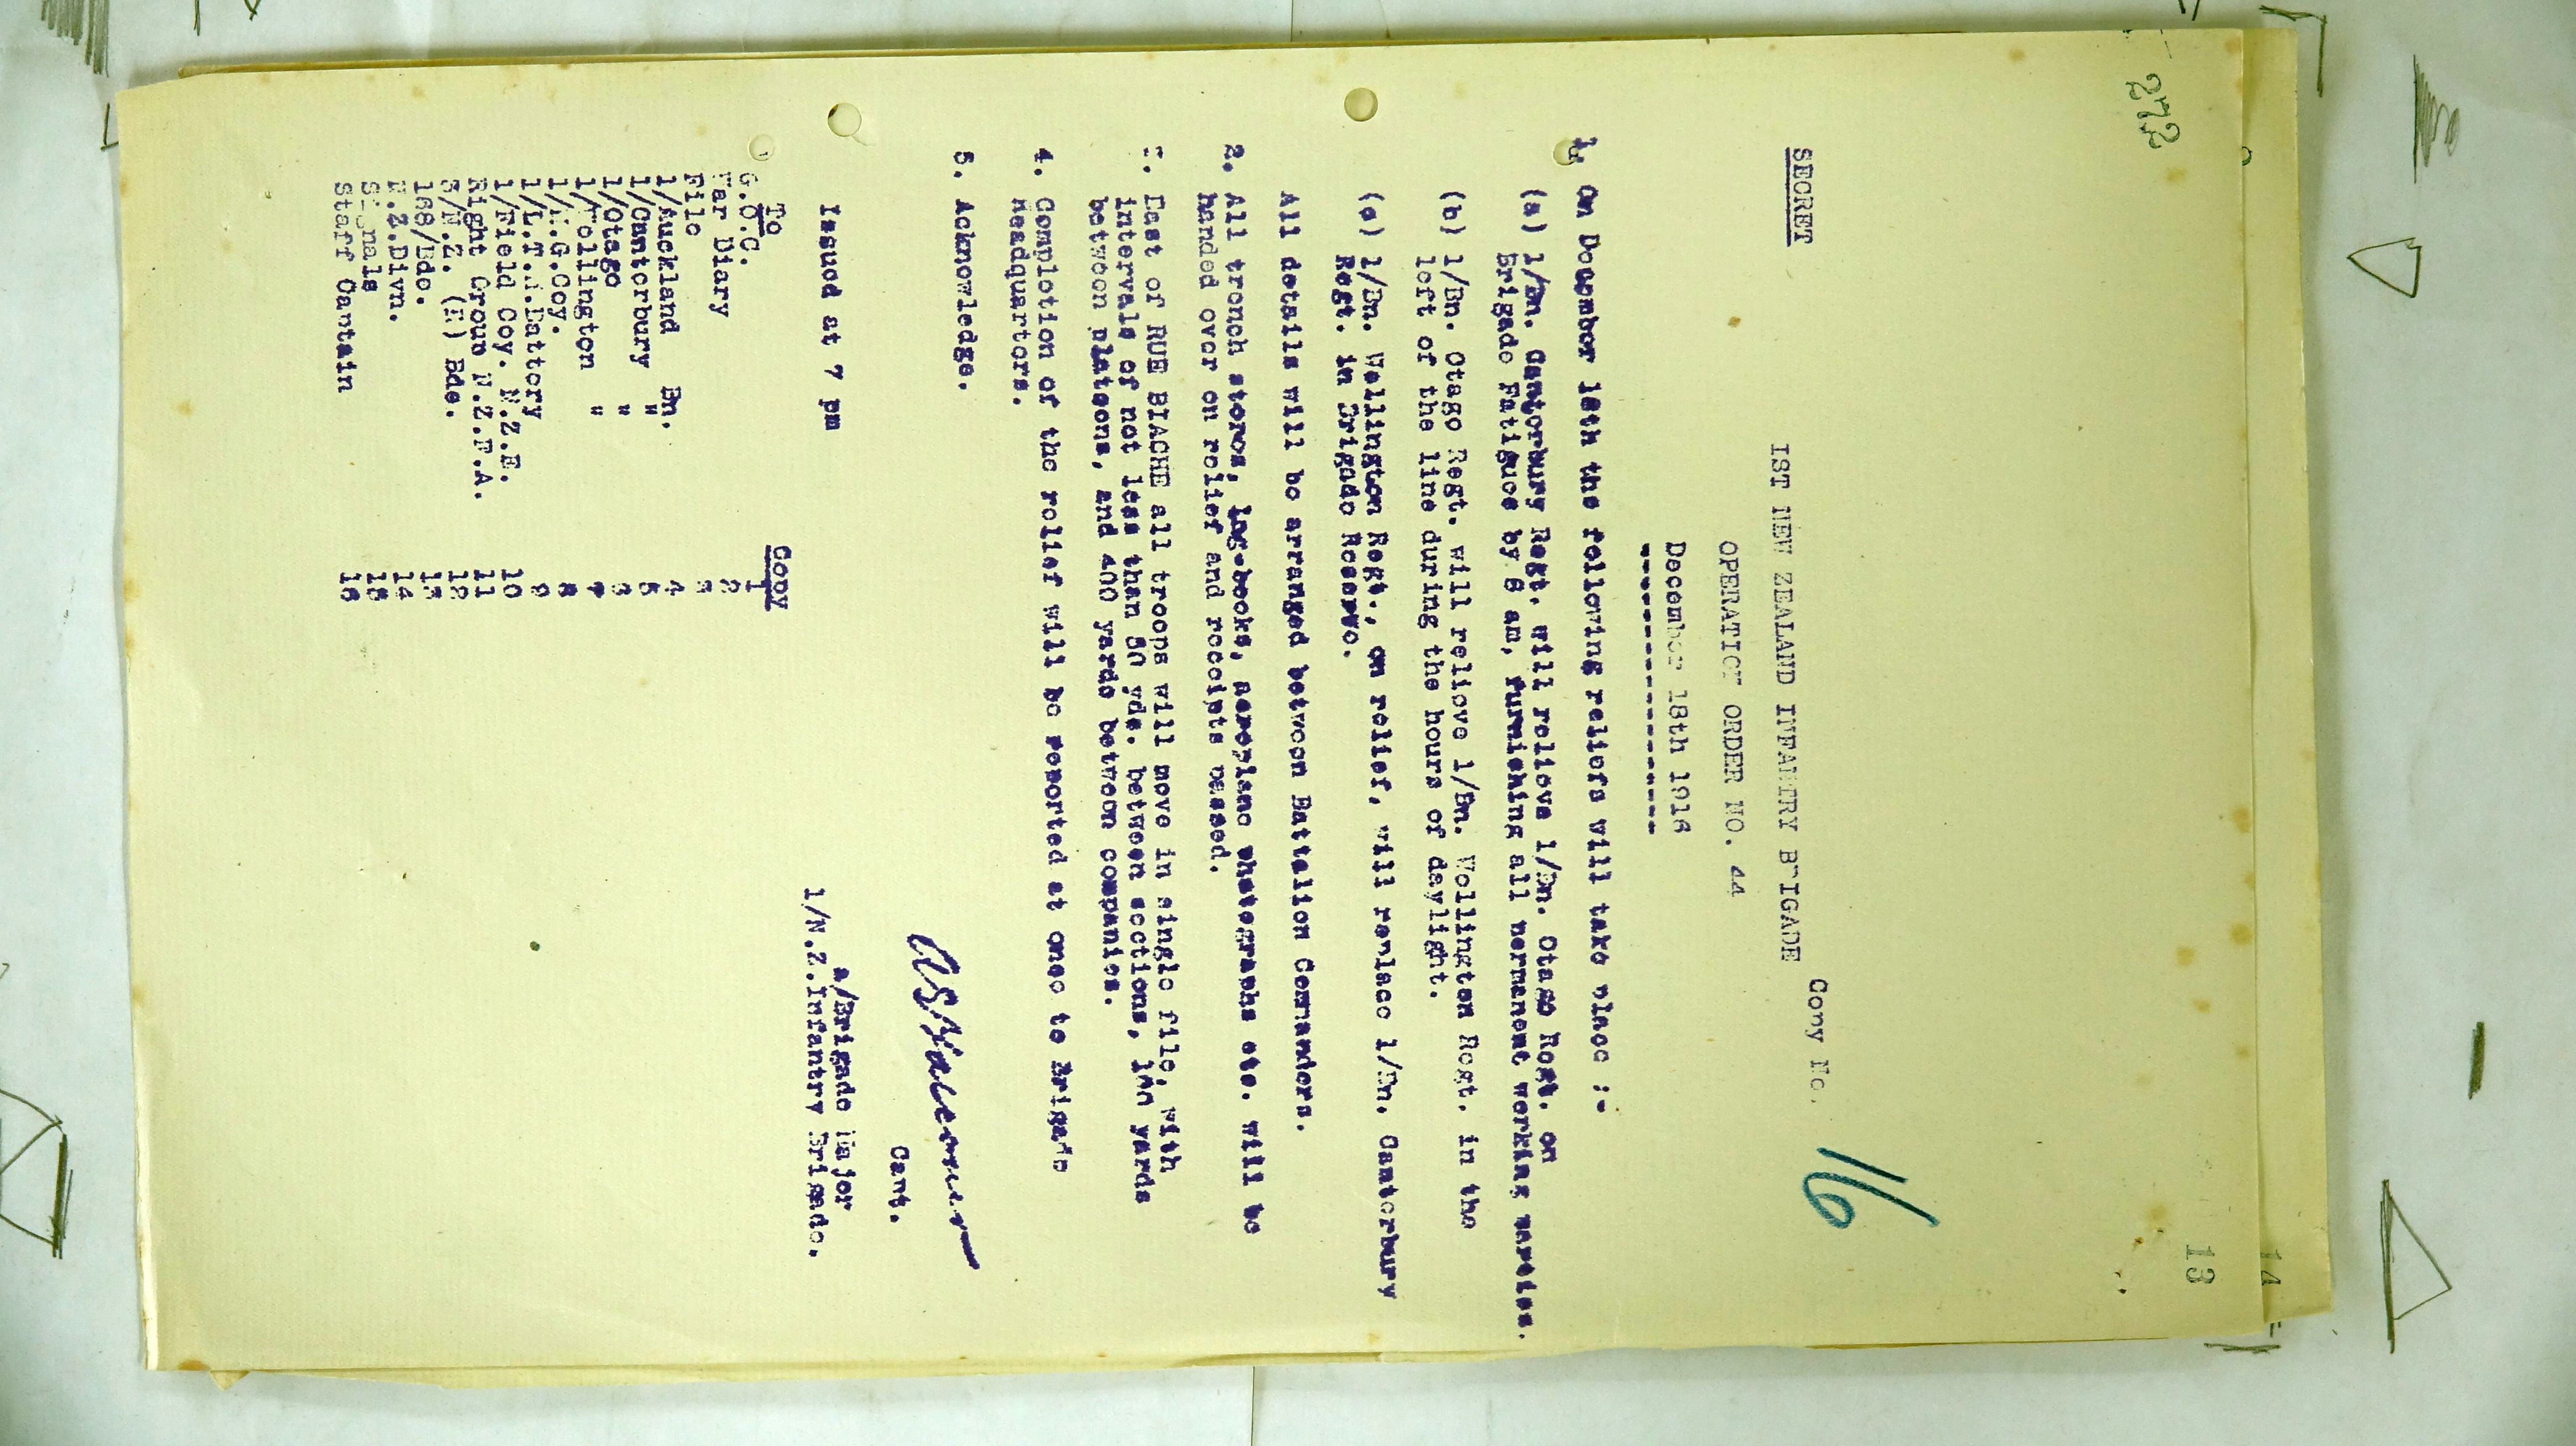 272
14
13
SECRET
Copy No. 16
IST NEW ZEALAND INFANTRY BRIGADE
OPERATION ORDER NO. 44
December 18th 1916
---------------
1. On December 18th the following reliefs will take place :-
(a) 1/Bn. Canterbury Regt. will relieve 1/Bn. Otago Regt. on
Brigade Fatigues by 8 am, furnishing all permanent working parties.
(b) 1/Bn. Otago Regt. will relieve 1/Bn. Wellington Regt. in the
left of the line during the hours of daylight.
(c) 1/Bn. Wellington Regt., on relief, will replace 1/Bn. Canterbury
Regt. in Brigade Reserve.
All details will be arranged between Battalion Commanders.
2. All trench stores, log-books, aeroplane photographs etc. will be
handed over on relief and receipts passed.
3. East of RUE BIACHE all troops will move in single file, with
intervals of not less than 50 yds. between sections, 100 yards
between platoons, and 400 yards between companies.
4. Completion of the relief will be reported at once to Brigade
Headquarters.
5. Acknowledge.
Capt.
a/Brigade Major
1/N.Z.Infantry Brigade.
Issued at 7 pm
To Copy
G.O.C. 1
War Diary 2
File 3
1/Auckland Bn. 4
1/Canterbury " 5
1/Otago " 6
1/Wellington " 7
1/M.G.Coy. 8
1/L.T.M.Battery 9
1/Field Coy. N.Z.E. 10
Right Group N.Z.F.A. 11
3/N.Z. (R) Bde. 12
168/Bde. 13
N.Z.Divn. 14
Signals 15
Staff Captain 16